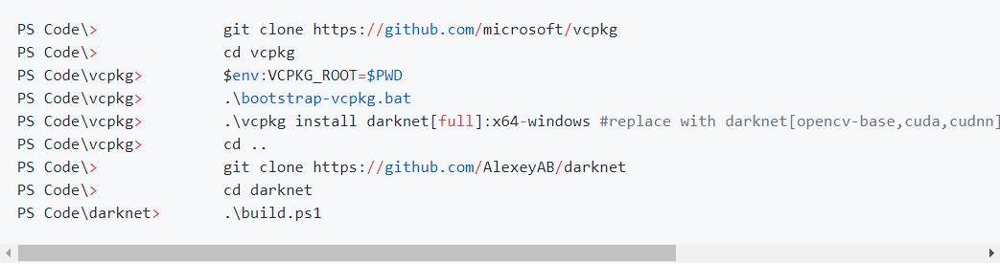 PS Code\> git clone https://github.com/microsoft/vcpkg
PS Code\> cd vcpkg
PS Code\vcpkg> $env:VCPKG_ROOT=$PWD
PS Code\vcpkg> .\bootstrap-vcpkg.bat
PS Code\vcpkg> .\vcpkg install darknet[full]:x64-windows #replace with darknet[opencv-base,cuda,cudnn]
PS Code\vcpkg> cd ..
PS Code\> git clone https://github.com/AlexeyAB/darknet
PS Code\> cd darknet
PS Code\darknet> .\build.ps1